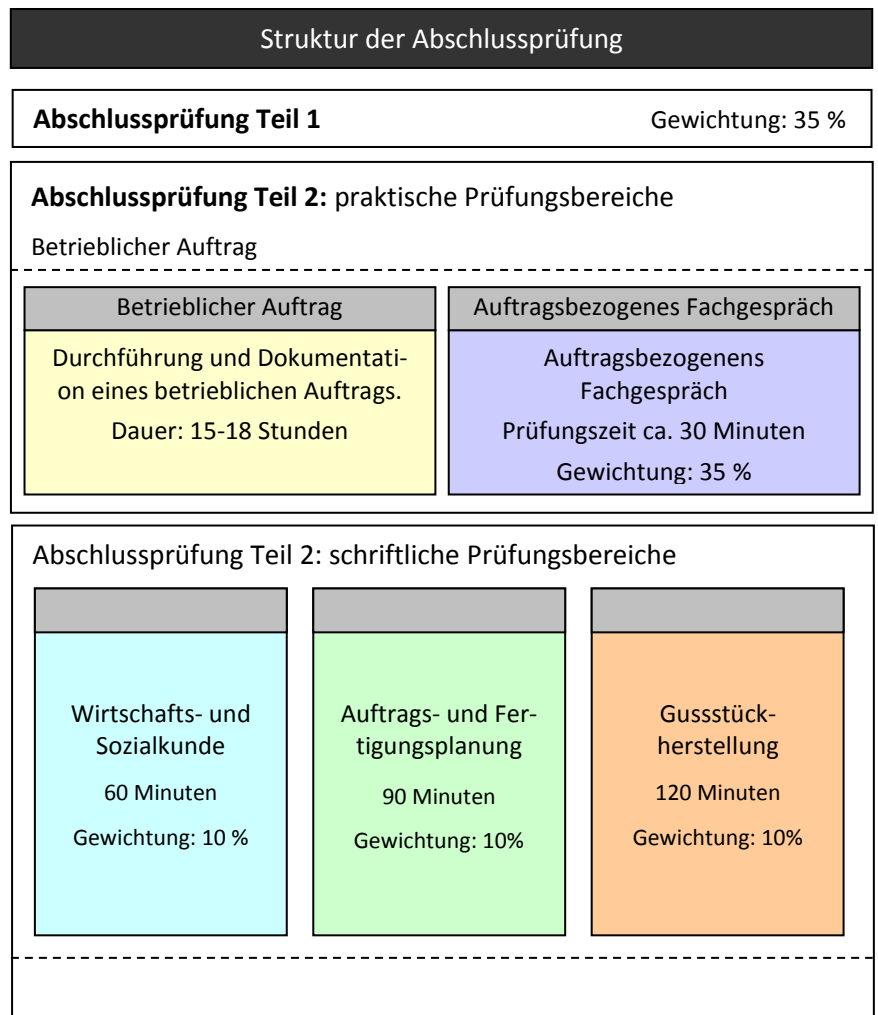 Struktur der Abschlussprüfung
Abschlussprüfung Teil 1
Gewichtung: 35 %
Abschlussprüfung Teil 2: praktische Prüfungsbereiche
Betrieblicher Auftrag
Betrieblicher Auftrag
Durchführung und Dokumentati-
on eines betrieblichen Auftrags.
Dauer: 15-18 Stunden
Auftragsbezogenes Fachgespräch
Auftragsbezogenens
Fachgespräch
Prüfungszeit ca. 30 Minuten
Gewichtung: 35 %
Abschlussprüfung Teil 2: schriftliche Prüfungsbereiche
Wirtschafts- und
Sozialkunde
60 Minuten
Gewichtung: 10 %
Auftrags- und Fer-
tigungsplanung
90 Minuten
Gewichtung: 10%
Gussstück-
herstellung
120 Minuten
Gewichtung: 10%